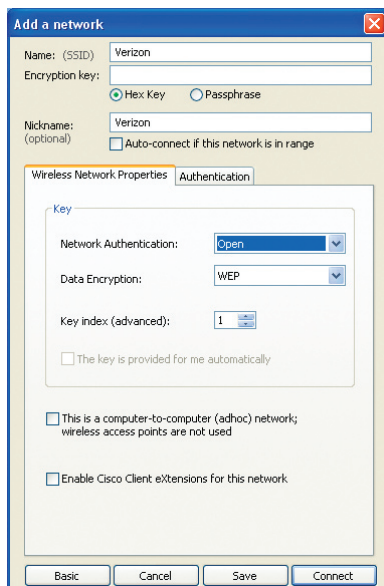 Add a network
Name: (SSID) Verizon
Encryption key:
Hex Key Passphrase
Nickname: Verizon
(optional)
Auto-connect if this network is in range
Wireless Network Properties Authentication
Key
Network Authentication: Open
Data Encryption: WEP
Key index (advanced): 1
The key is provided for me automatically
This is a computer-to-computer (adhoc) network;
wireless access points are not used
Enable Cisco Client eXtensions for this network
Basic Cancel Save Connect